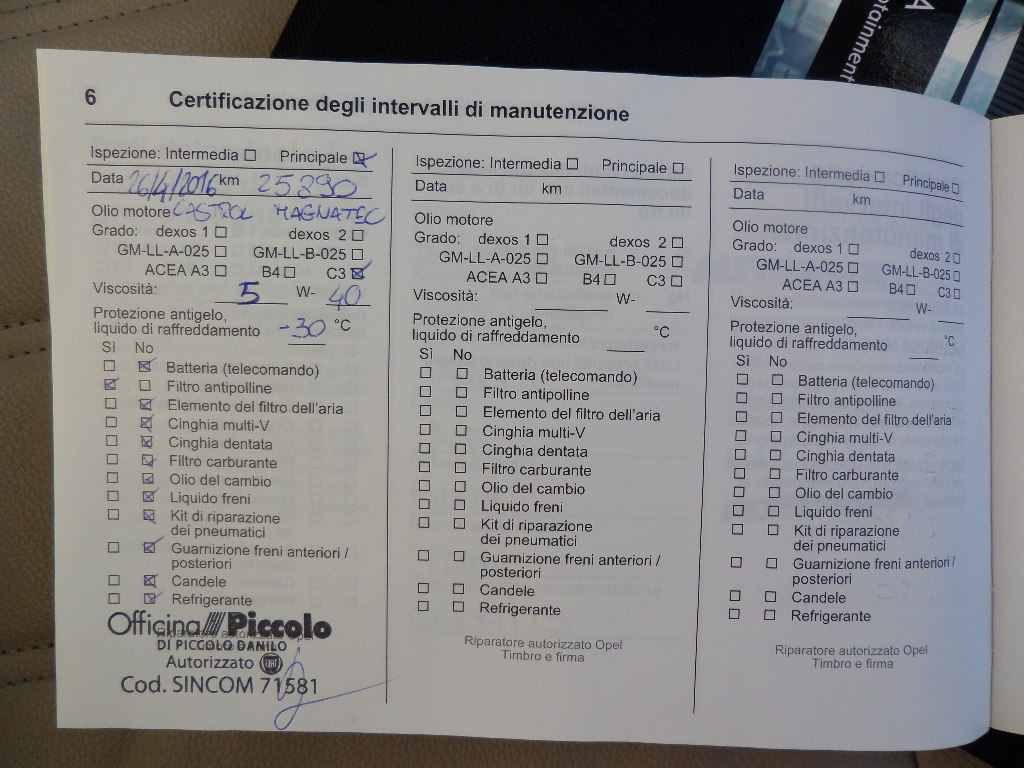 A
ptainment
6 Certificazione degli intervalli di manutenzione
Ispezione: Intermedia ☐ Principale ☒
Data 26/4/2016 km 25290
Olio motore CASTROL MAGNATEC
Grado: dexos 1 ☐ dexos 2 ☐
GM-LL-A-025 ☐ GM-LL-B-025 ☐
ACEA A3 ☐ B4 ☐ C3 ☒
Viscosità: 5 W- 40
Protezione antigelo,
liquido di raffreddamento -30 °C
Sì No
☐ ☒ Batteria (telecomando)
☒ ☐ Filtro antipolline
☐ ☒ Elemento del filtro dell'aria
☐ ☒ Cinghia multi-V
☐ ☒ Cinghia dentata
☐ ☒ Filtro carburante
☐ ☒ Olio del cambio
☐ ☒ Liquido freni
☐ ☒ Kit di riparazione
dei pneumatici
☐ ☒ Guarnizione freni anteriori /
posteriori
☐ ☒ Candele
☐ ☒ Refrigerante
Officina Piccolo
DI PICCOLO DANILO
Autorizzato FIAT
Cod. SINCOM 71581
Ispezione: Intermedia ☐ Principale ☐
Data km
Olio motore
Grado: dexos 1 ☐ dexos 2 ☐
GM-LL-A-025 ☐ GM-LL-B-025 ☐
ACEA A3 ☐ B4 ☐ C3 ☐
Viscosità: W-
Protezione antigelo,
liquido di raffreddamento °C
Sì No
☐ ☐ Batteria (telecomando)
☐ ☐ Filtro antipolline
☐ ☐ Elemento del filtro dell'aria
☐ ☐ Cinghia multi-V
☐ ☐ Cinghia dentata
☐ ☐ Filtro carburante
☐ ☐ Olio del cambio
☐ ☐ Liquido freni
☐ ☐ Kit di riparazione
dei pneumatici
☐ ☐ Guarnizione freni anteriori /
posteriori
☐ ☐ Candele
☐ ☐ Refrigerante
Riparatore autorizzato Opel
Timbro e firma
Ispezione: Intermedia ☐ Principale ☐
Data km
Olio motore
Grado: dexos 1 ☐ dexos 2 ☐
GM-LL-A-025 ☐ GM-LL-B-025 ☐
ACEA A3 ☐ B4 ☐ C3 ☐
Viscosità: W-
Protezione antigelo,
liquido di raffreddamento °C
Sì No
☐ ☐ Batteria (telecomando)
☐ ☐ Filtro antipolline
☐ ☐ Elemento del filtro dell'aria
☐ ☐ Cinghia multi-V
☐ ☐ Cinghia dentata
☐ ☐ Filtro carburante
☐ ☐ Olio del cambio
☐ ☐ Liquido freni
☐ ☐ Kit di riparazione
dei pneumatici
☐ ☐ Guarnizione freni anteriori /
posteriori
☐ ☐ Candele
☐ ☐ Refrigerante
Riparatore autorizzato Opel
Timbro e firma